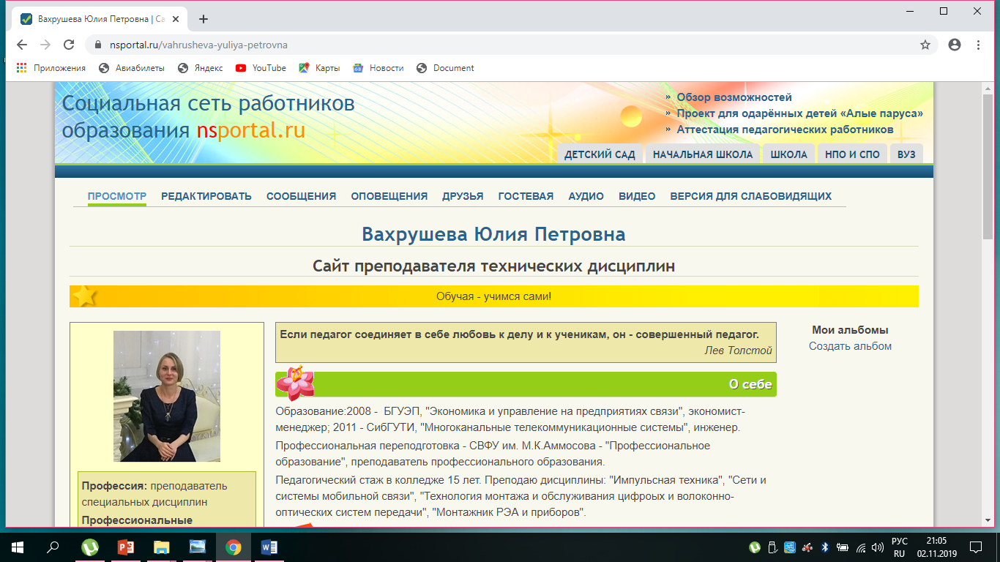 Вахрушева Юлия Петровна | Са
nsportal.ru/vahrusheva-yuliya-petrovna
Приложения Авиабилеты Яндекс YouTube Карты Новости Document
Социальная сеть работников
образования nsportal.ru
» Обзор возможностей
» Проект для одарённых детей «Алые паруса»
» Аттестация педагогических работников
ДЕТСКИЙ САД НАЧАЛЬНАЯ ШКОЛА ШКОЛА НПО И СПО ВУЗ
ПРОСМОТР РЕДАКТИРОВАТЬ СООБЩЕНИЯ ОПОВЕЩЕНИЯ ДРУЗЬЯ ГОСТЕВАЯ АУДИО ВИДЕО ВЕРСИЯ ДЛЯ СЛАБОВИДЯЩИХ
Вахрушева Юлия Петровна
Сайт преподавателя технических дисциплин
Обучая - учимся сами!
Профессия: преподаватель
специальных дисциплин
Профессиональные
Если педагог соединяет в себе любовь к делу и к ученикам, он - совершенный педагог.
Лев Толстой
О себе
Образование:2008 - БГУЭП, "Экономика и управление на предприятиях связи", экономист-
менеджер; 2011 - СибГУТИ, "Многоканальные телекоммуникационные системы", инженер.
Профессиональная переподготовка - СВФУ им. М.К.Аммосова - "Профессиональное
образование", преподаватель профессионального образования.
Педагогический стаж в колледже 15 лет. Преподаю дисциплины: "Импульсная техника", "Сети и
системы мобильной связи", "Технология монтажа и обслуживания цифроых и волоконно-
оптических систем передачи", "Монтажник РЭА и приборов".
Мои альбомы
Создать альбом
РУС
RU
21:05
02.11.2019